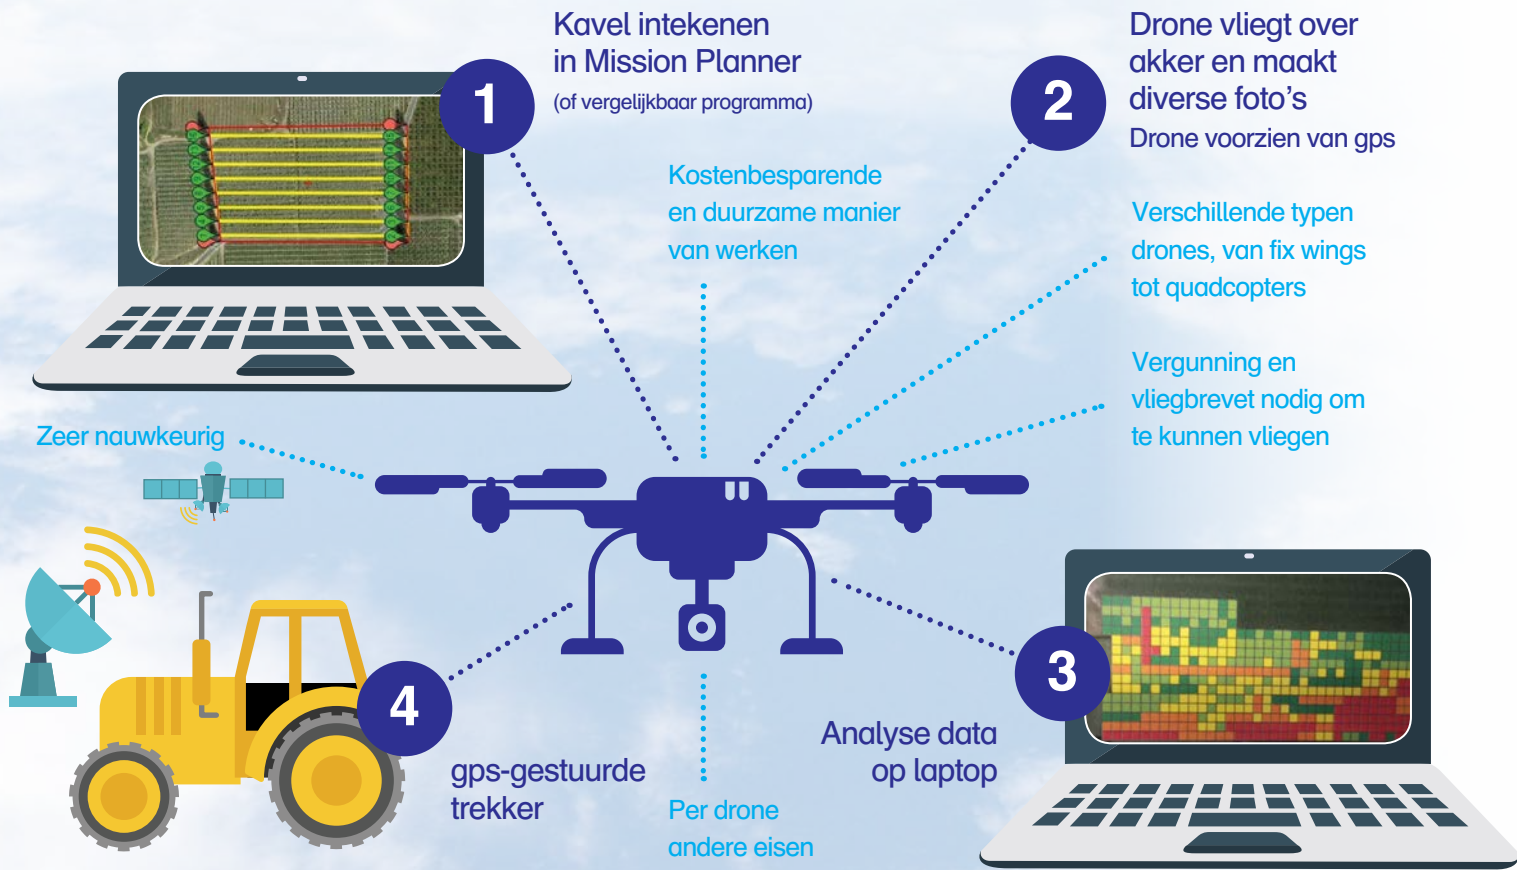 1
Kavel intekenen
in Mission Planner
(of vergelijkbaar programma)
2
Drone vliegt over
akker en maakt
diverse foto's
Drone voorzien van gps
Kostenbesparende
en duurzame manier
van werken
Verschillende typen
drones, van fix wings
tot quadcopters
Vergunning en
vliegbrevet nodig om
te kunnen vliegen
Zeer nauwkeurig
3
Analyse data
op laptop
4
gps-gestuurde
trekker
Per drone
andere eisen